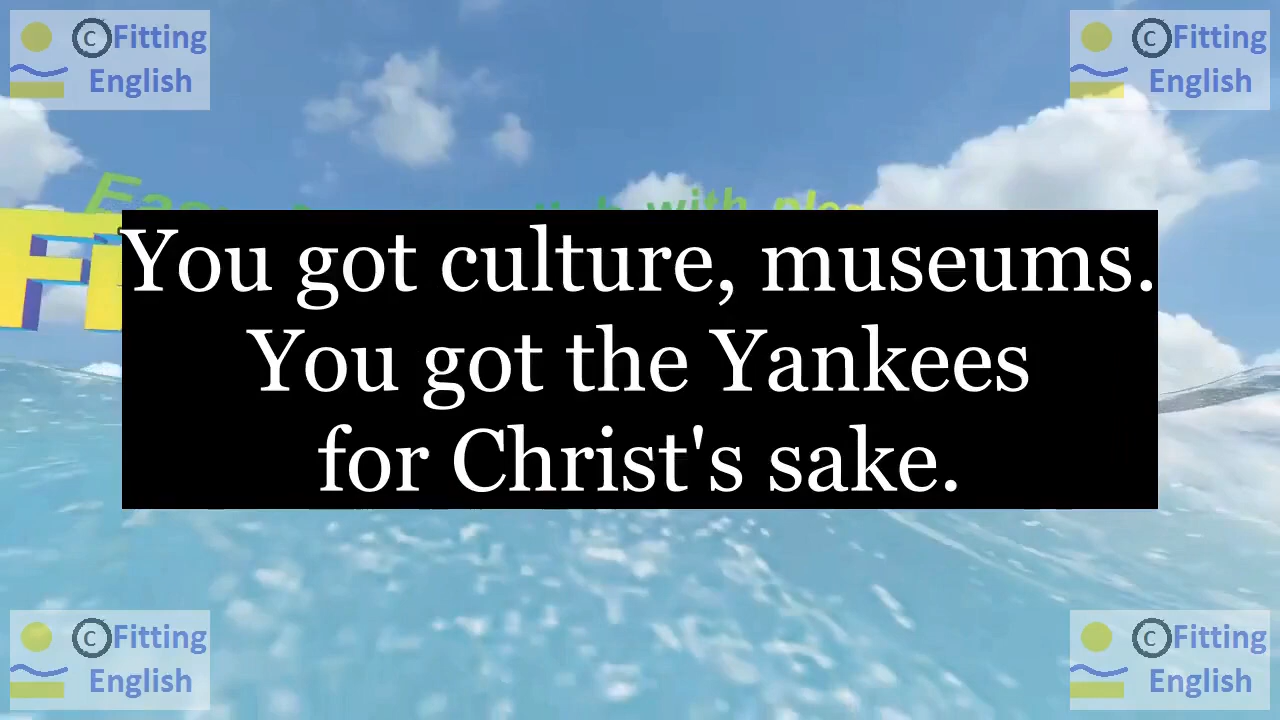 ©Fitting
English
©Fitting
English
with
You got culture, museums.
You got the Yankees
for Christ's sake.
©Fitting
English
©Fitting
English